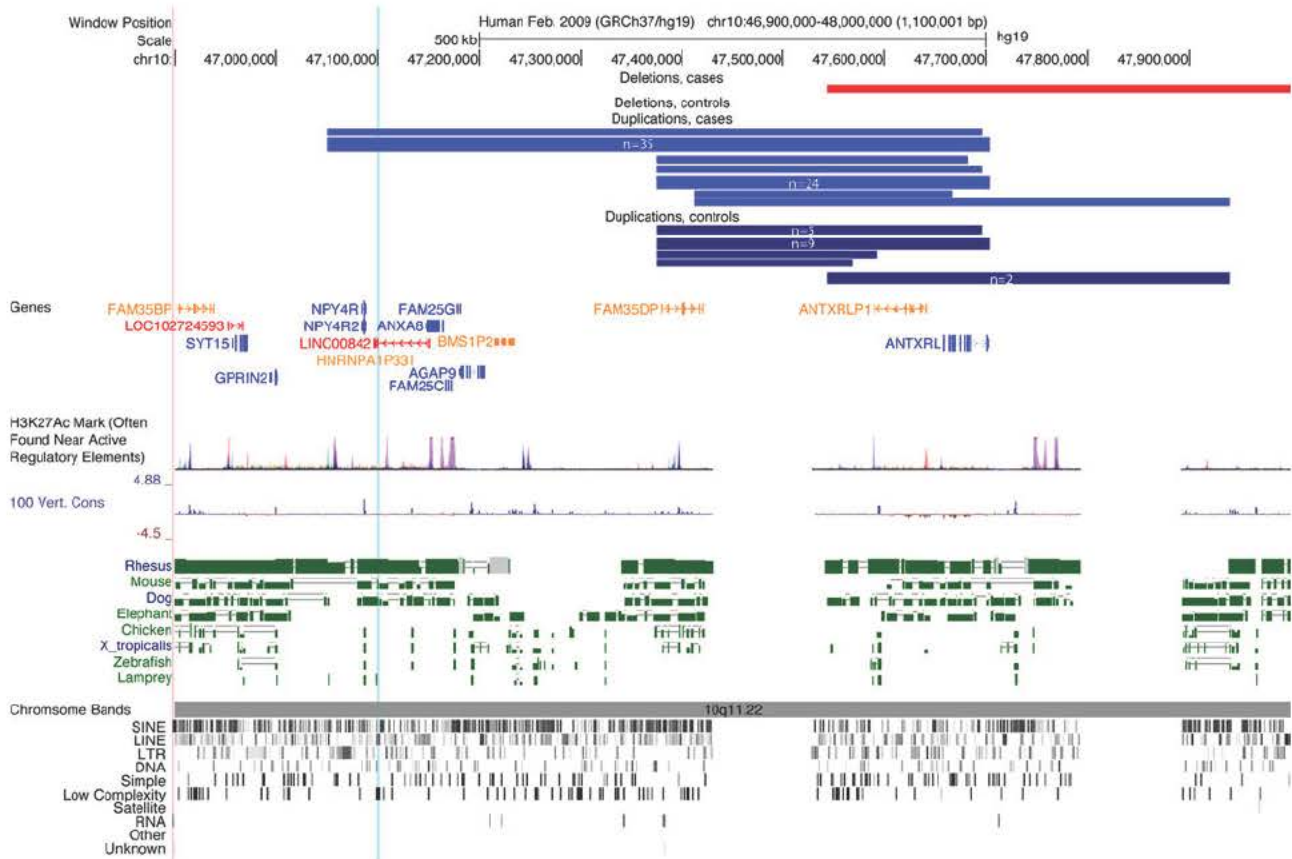 Window Position Human Feb. 2009 (GRCh37/hg19) chr10:46,900,000-48,000,000 (1,100,001 bp)
Scale 500 kb hg19
chr10: 47,000,000 47,100,000 47,200,000 47,300,000 47,400,000 47,500,000 47,600,000 47,700,000 47,800,000 47,900,000
Deletions, cases
Deletions, controls
Duplications, cases
n=35
n=24
Duplications, controls
n=5
n=9
n=2
Genes FAM35BP NPY4R FAM25G FAM35DP ANTXRLP1
LOC102724593 NPY4R2 ANXA8
SYT15 LINC00842 BMS1P2 ANTXRL
HNRNPA1P33
GPRIN2 AGAP9
FAM25C
H3K27Ac Mark (Often
Found Near Active
Regulatory Elements)
4.88
100 Vert. Cons
-4.5
Rhesus
Mouse
Dog
Elephant
Chicken
X_tropicalis
Zebrafish
Lamprey
Chromsome Bands 10q11.22
SINE
LINE
LTR
DNA
Simple
Low Complexity
Satellite
RNA
Other
Unknown